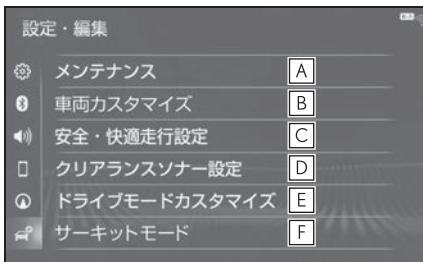 設定・編集
メンテナンス A
車両カスタマイズ B
安全・快適走行設定 C
クリアランスソナー設定 D
ドライブモードカスタマイズ E
サーキットモード F